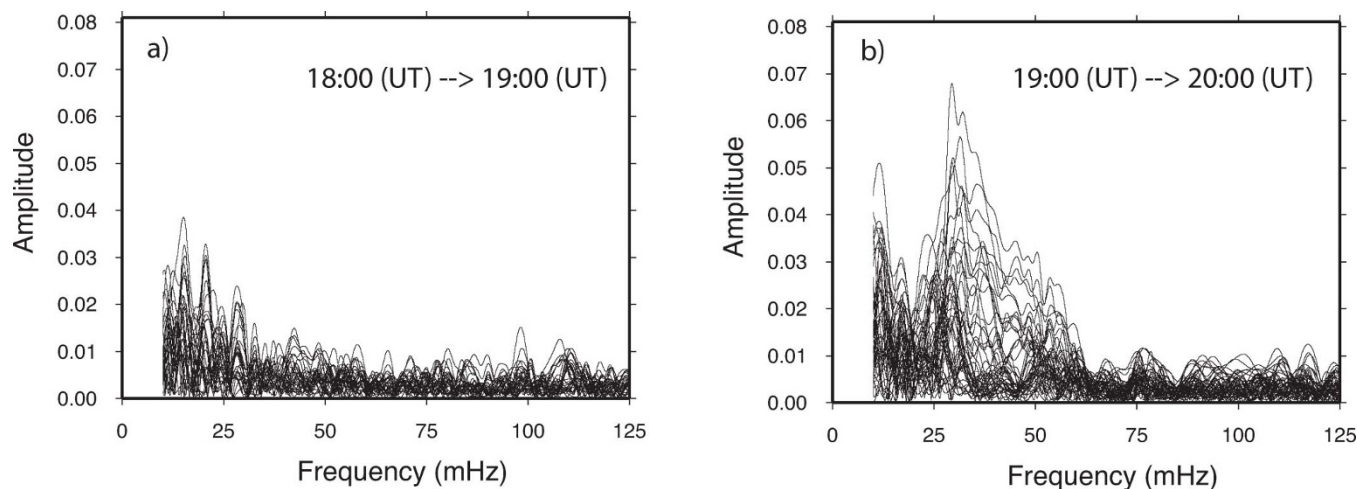 a)
18:00 (UT) --> 19:00 (UT)
0.08
0.07
0.06
0.05
0.04
0.03
0.02
0.01
0.00
Amplitude
0 25 50 75 100 125
Frequency (mHz)
b)
19:00 (UT) --> 20:00 (UT)
0.08
0.07
0.06
0.05
0.04
0.03
0.02
0.01
0.00
Amplitude
0 25 50 75 100 125
Frequency (mHz)